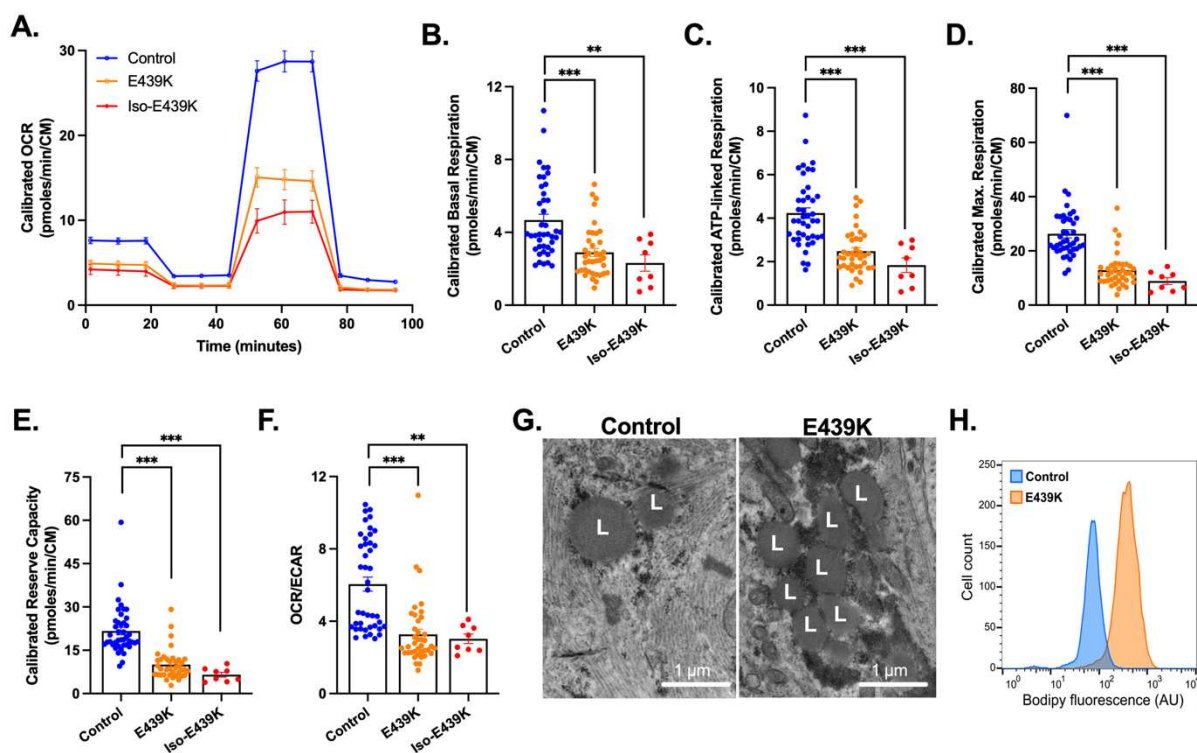 A.
Calibrated OCR
(pmoles/min/CM)
30
20
10
0
Control
E439K
Iso-E439K
0
20
40
60
80
100
Time (minutes)
B.
Calibrated Basal Respiration
(pmoles/min/CM)
12
8
4
0
***
**
Control
E439K
Iso-E439K
C.
Calibrated ATP-linked Respiration
(pmoles/min/CM)
10
8
6
4
2
0
***
***
Control
E439K
Iso-E439K
D.
Calibrated Max. Respiration
(pmoles/min/CM)
80
60
40
20
0
***
***
Control
E439K
Iso-E439K
E.
Calibrated Reserve Capacity
(pmoles/min/CM)
75
60
45
30
15
0
***
***
Control
E439K
Iso-E439K
F.
OCR/ECAR
12
8
4
0
***
**
Control
E439K
Iso-E439K
G.
Control
L
L
1 µm
E439K
L
L
L
L
L
L
L
1 µm
H.
Cell count
250
200
150
100
50
0
Control
E439K
10⁰
10¹
10²
10³
Bodipy fluorescence (AU)